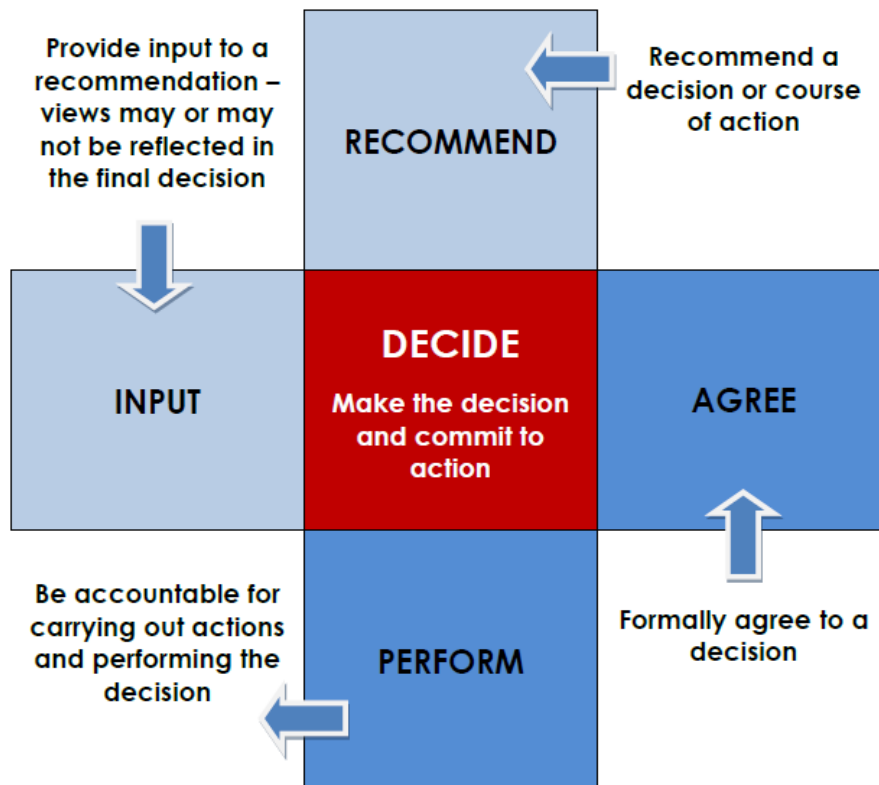 Provide input to a
recommendation –
views may or may
not be reflected in
the final decision
RECOMMEND
Recommend a
decision or course
of action
INPUT
DECIDE
Make the decision
and commit to
action
AGREE
Be accountable for
carrying out actions
and performing the
decision
PERFORM
Formally agree to a
decision